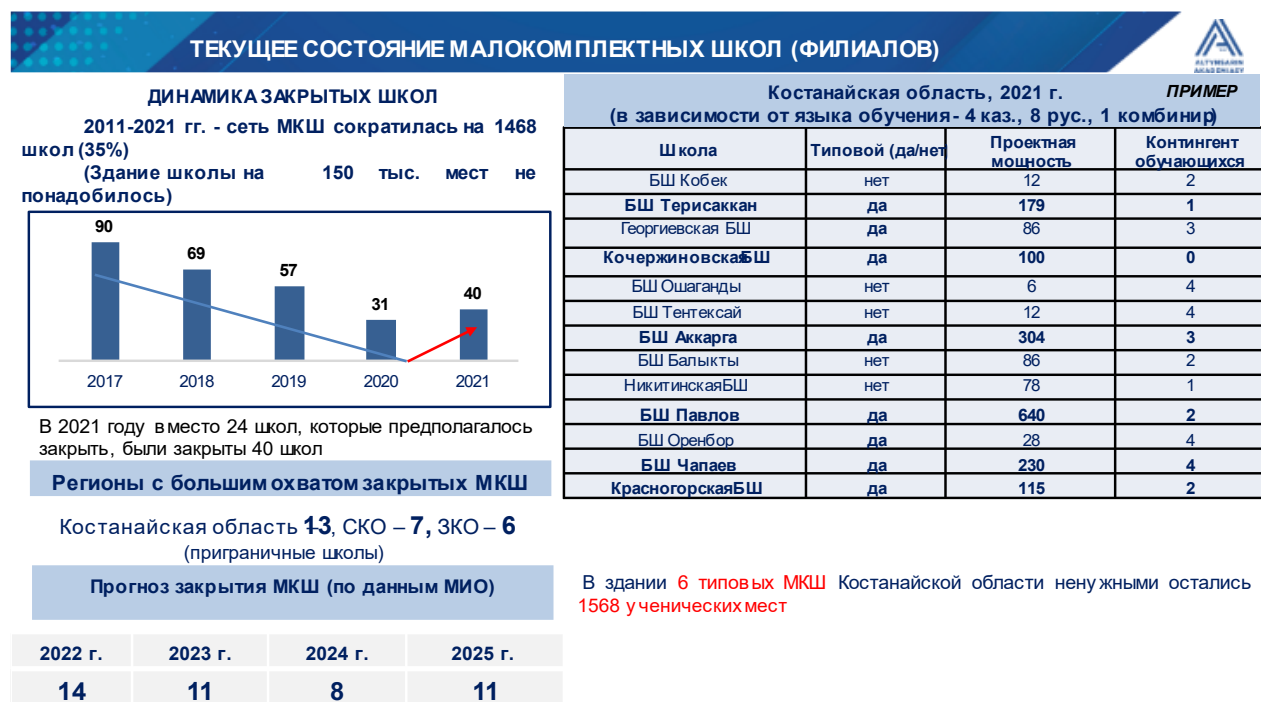 ТЕКУЩЕЕ СОСТОЯНИЕ МАЛОКОМПЛЕКТНЫХ ШКОЛ (ФИЛИАЛОВ)
ALTYNSARIN
AKADEMIASY
ДИНАМИКА ЗАКРЫТЫХ ШКОЛ
2011-2021 гг. - сеть МКШ сократилась на 1468
школ (35%)
(Здание школы на 150 тыс. мест не
понадобилось)
90
69
57
31
40
2017 2018 2019 2020 2021
В 2021 году вместо 24 школ, которые предполагалось
закрыть, были закрыты 40 школ
Регионы с большим охватом закрытых МКШ
Костанайская область 13, СКО – 7, ЗКО – 6
(приграничные школы)
Прогноз закрытия МКШ (по данным МИО)
2022 г. 2023 г. 2024 г. 2025 г.
14 11 8 11
Костанайская область, 2021 г. ПРИМЕР
(в зависимости от языка обучения - 4 каз., 8 рус., 1 комбинир)
Школа Типовой (да/нет Проектная мощность Контингент обучающихся
БШ Кобек нет 12 2
БШ Терисаккан да 179 1
Георгиевская БШ да 86 3
Кочержиновская БШ да 100 0
БШ Ошаганды нет 6 4
БШ Тентексай нет 12 4
БШ Аккарга да 304 3
БШ Балыкты нет 86 2
Никитинская БШ нет 78 1
БШ Павлов да 640 2
БШ Оренбор да 28 4
БШ Чапаев да 230 4
Красногорская БШ да 115 2
В здании 6 типовых МКШ Костанайской области ненужными остались
1568 ученических мест